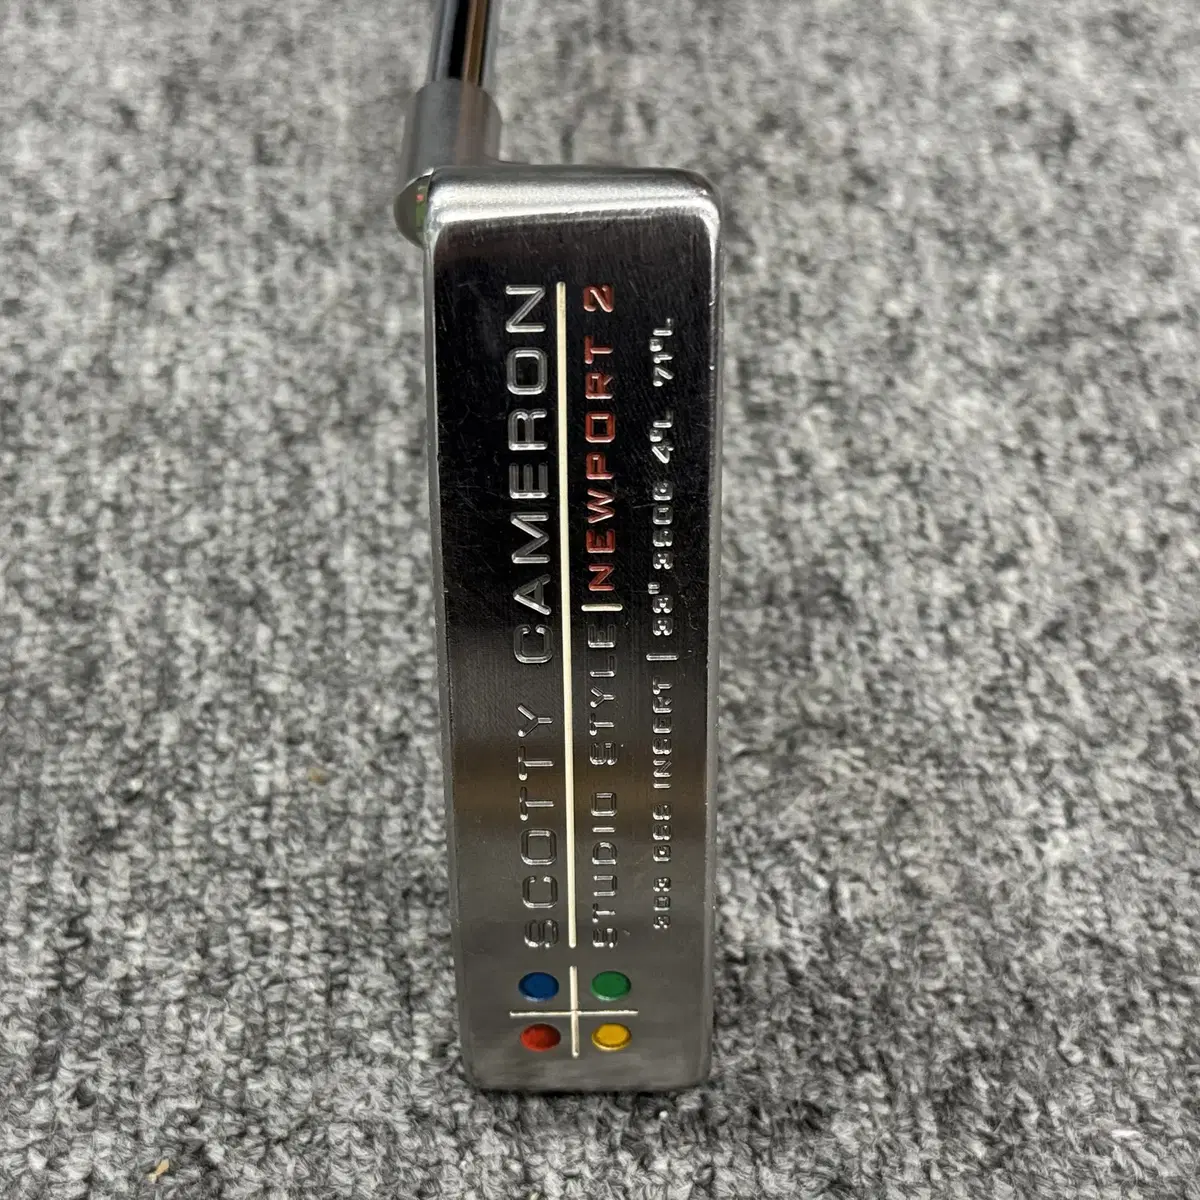 SCOTTY CAMERON
STUDIO STYLE|NEWPORT 2
303 GSS INSERT | 33" 350G 4°L 71°L